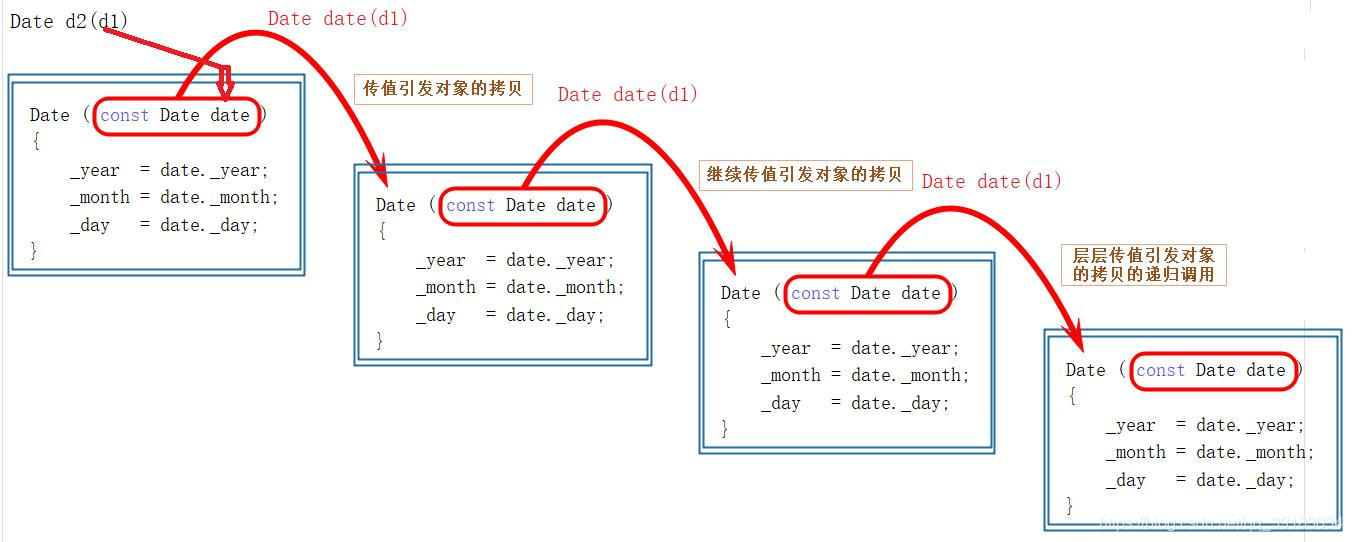 Date d2(d1)
Date date(d1)
Date ( const Date date )
{
_year = date._year;
_month = date._month;
_day = date._day;
}
传值引发对象的拷贝
Date date(d1)
Date ( const Date date )
{
_year = date._year;
_month = date._month;
_day = date._day;
}
继续传值引发对象的拷贝
Date date(d1)
Date ( const Date date )
{
_year = date._year;
_month = date._month;
_day = date._day;
}
层层传值引发对象
的拷贝的递归调用
Date ( const Date date )
{
_year = date._year;
_month = date._month;
_day = date._day;
}